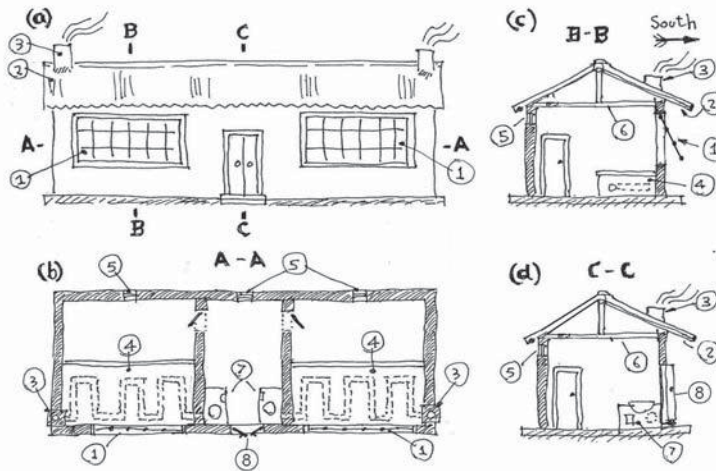 (a)
B C
③
②
A- -A
① ①
B C
(b) A-A
⑤ ⑤
④ ④
③ ⑦ ③
① ⑧ ①
(c) B-B South
③
②
⑤ ⑥ ①
④
(d) C-C
③
②
⑤ ⑥
⑧
⑦